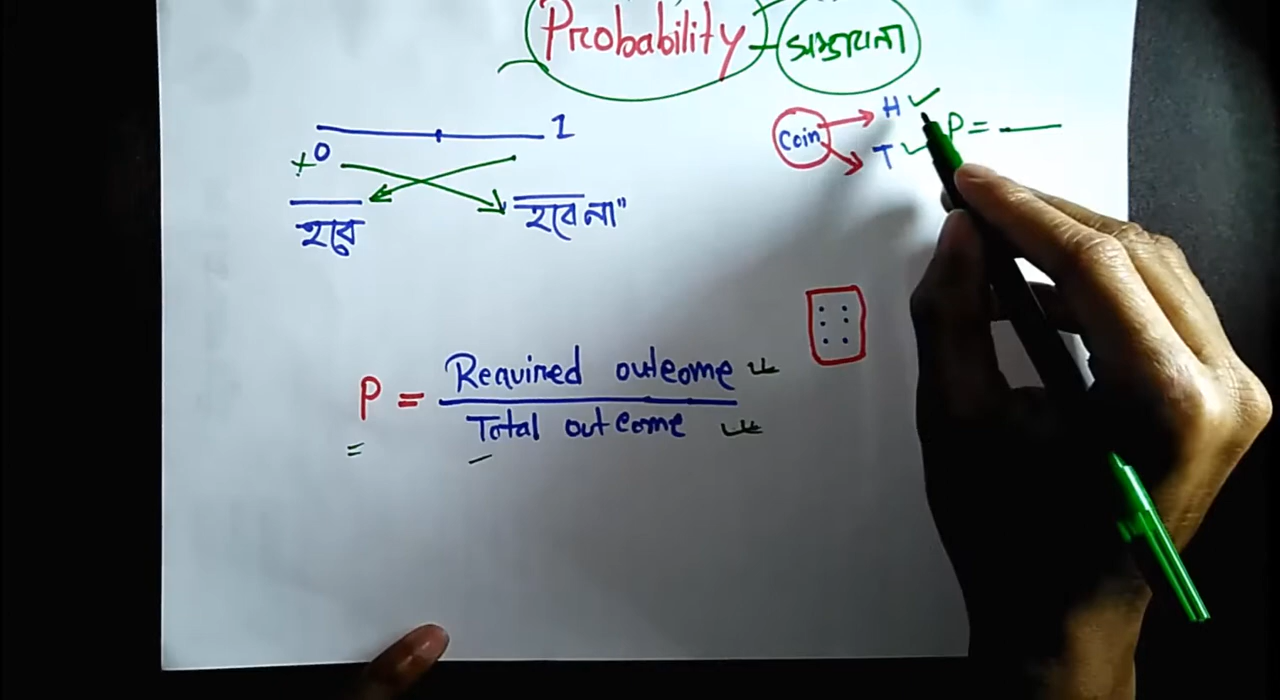 Probability সম্ভাবনা
0 1
হবে হবে না"
Coin H T P =
P = Required outcome
Total outcome